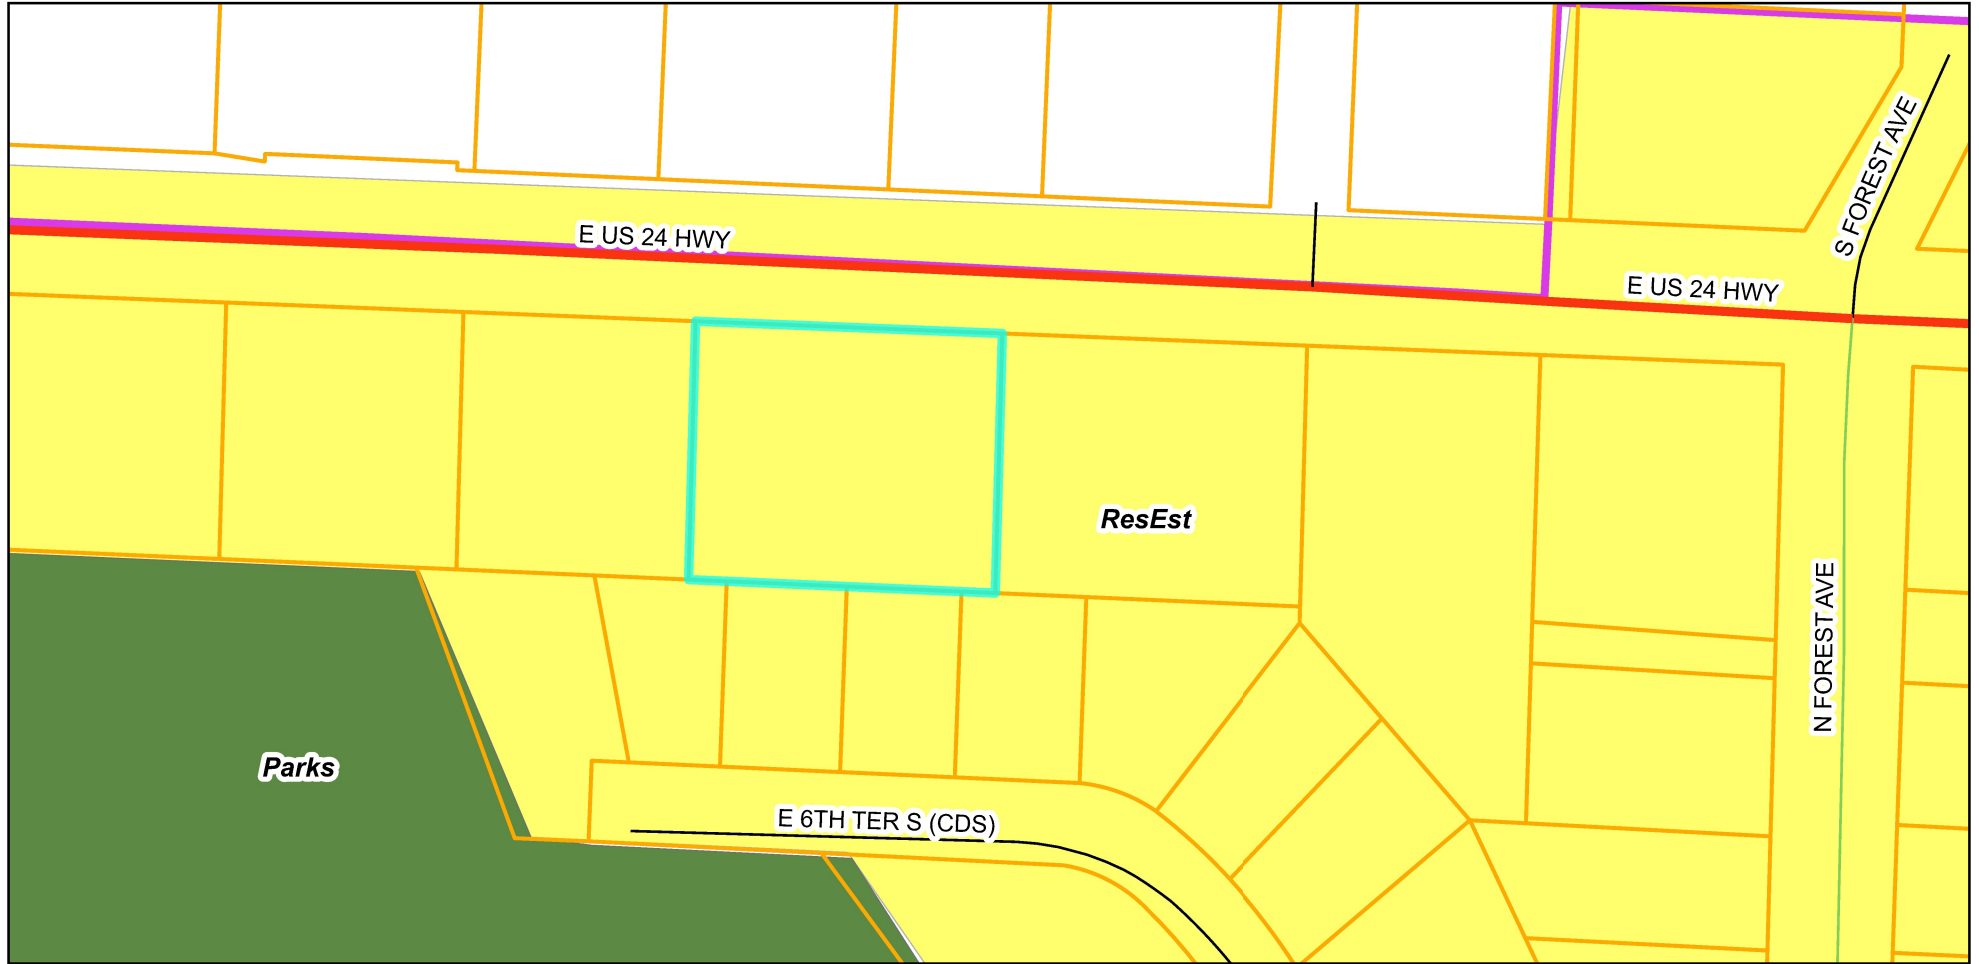 S FOREST AVE
E US 24 HWY
E US 24 HWY
ResEst
N FOREST AVE
Parks
E 6TH TER S (CDS)